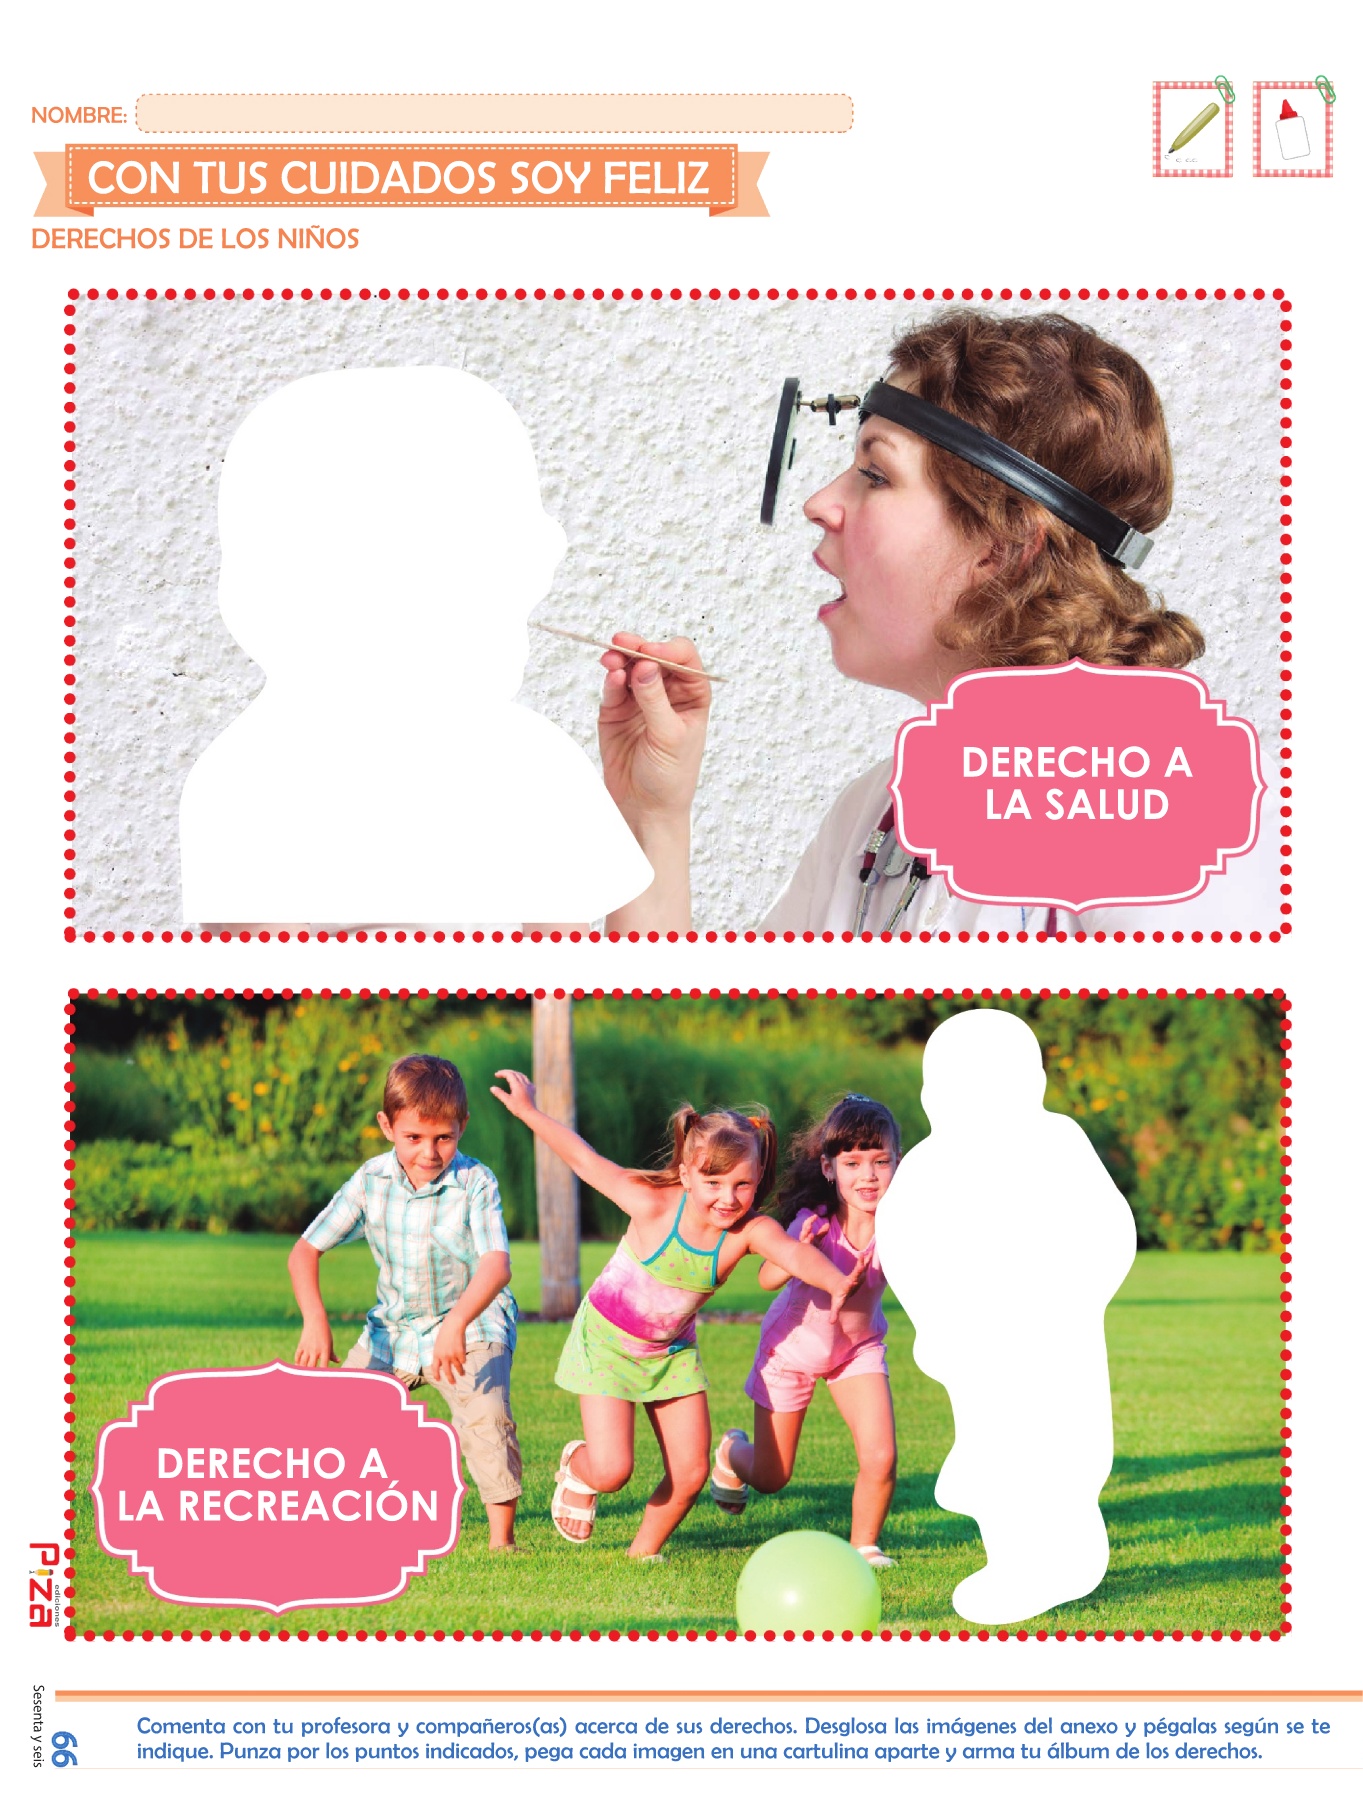 NOMBRE:
CON TUS CUIDADOS SOY FELIZ
DERECHOS DE LOS NIÑOS
DERECHO A
LA SALUD
DERECHO A
LA RECREACIÓN
Piza
ediciones
Sesenta y seis
66
Comenta con tu profesora y compañeros(as) acerca de sus derechos. Desglosa las imágenes del anexo y pégalas según se te
indique. Punza por los puntos indicados, pega cada imagen en una cartulina aparte y arma tu álbum de los derechos.